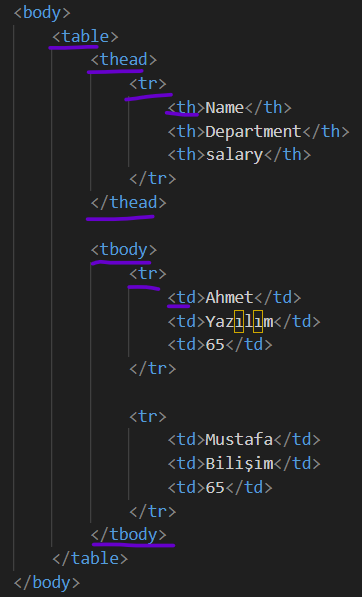 <body>
<table>
<thead>
<tr>
<th>Name</th>
<th>Department</th>
<th>salary</th>
</tr>
</thead>
<tbody>
<tr>
<td>Ahmet</td>
<td>Yazılım</td>
<td>65</td>
</tr>
<tr>
<td>Mustafa</td>
<td>Bilişim</td>
<td>65</td>
</tr>
</tbody>
</table>
</body>